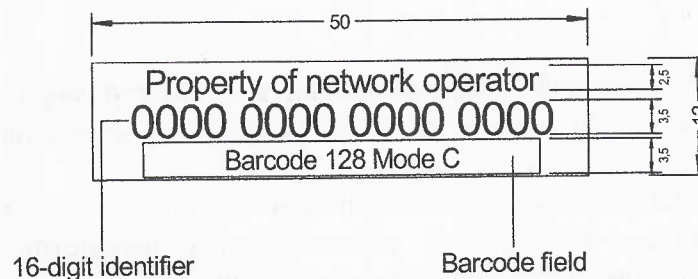 50
Property of network operator
2,5
0000 0000 0000 0000
3,5
12
Barcode 128 Mode C
3,5
16-digit identifier
Barcode field